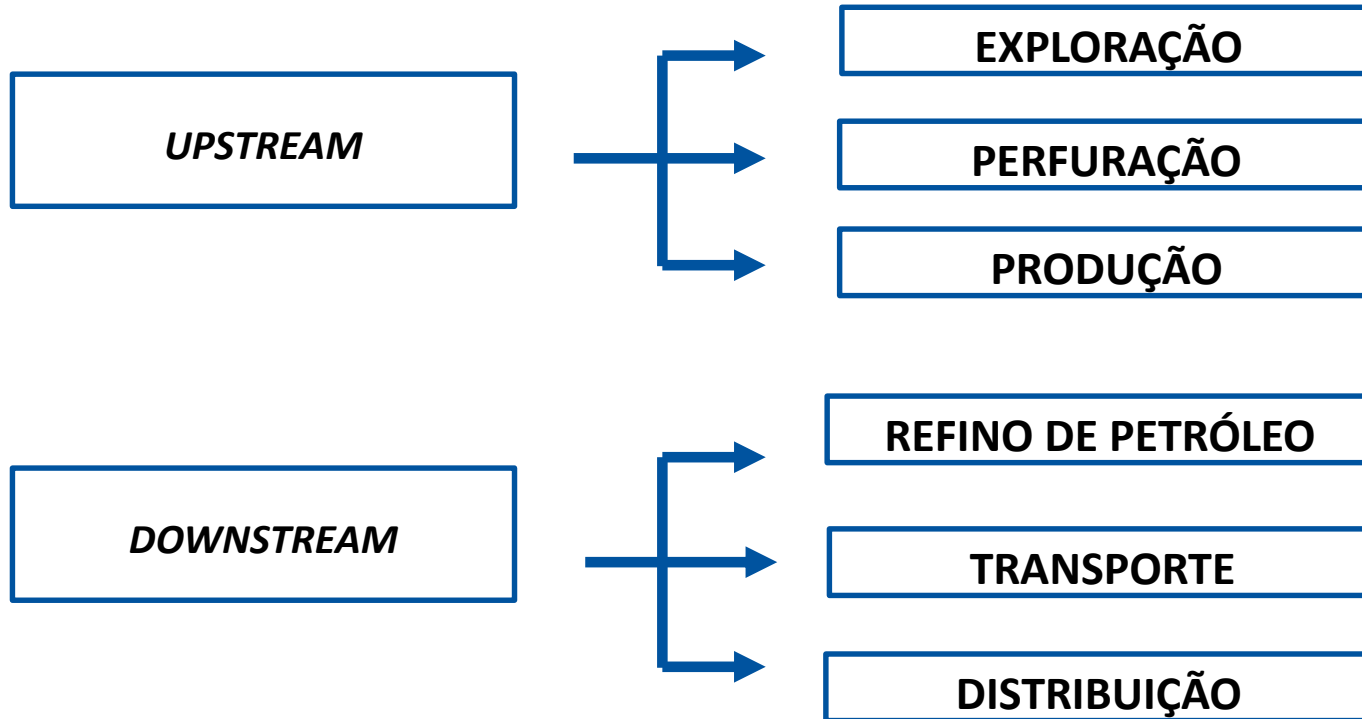 UPSTREAM
EXPLORAÇÃO
PERFURAÇÃO
PRODUÇÃO
DOWNSTREAM
REFINO DE PETRÓLEO
TRANSPORTE
DISTRIBUIÇÃO